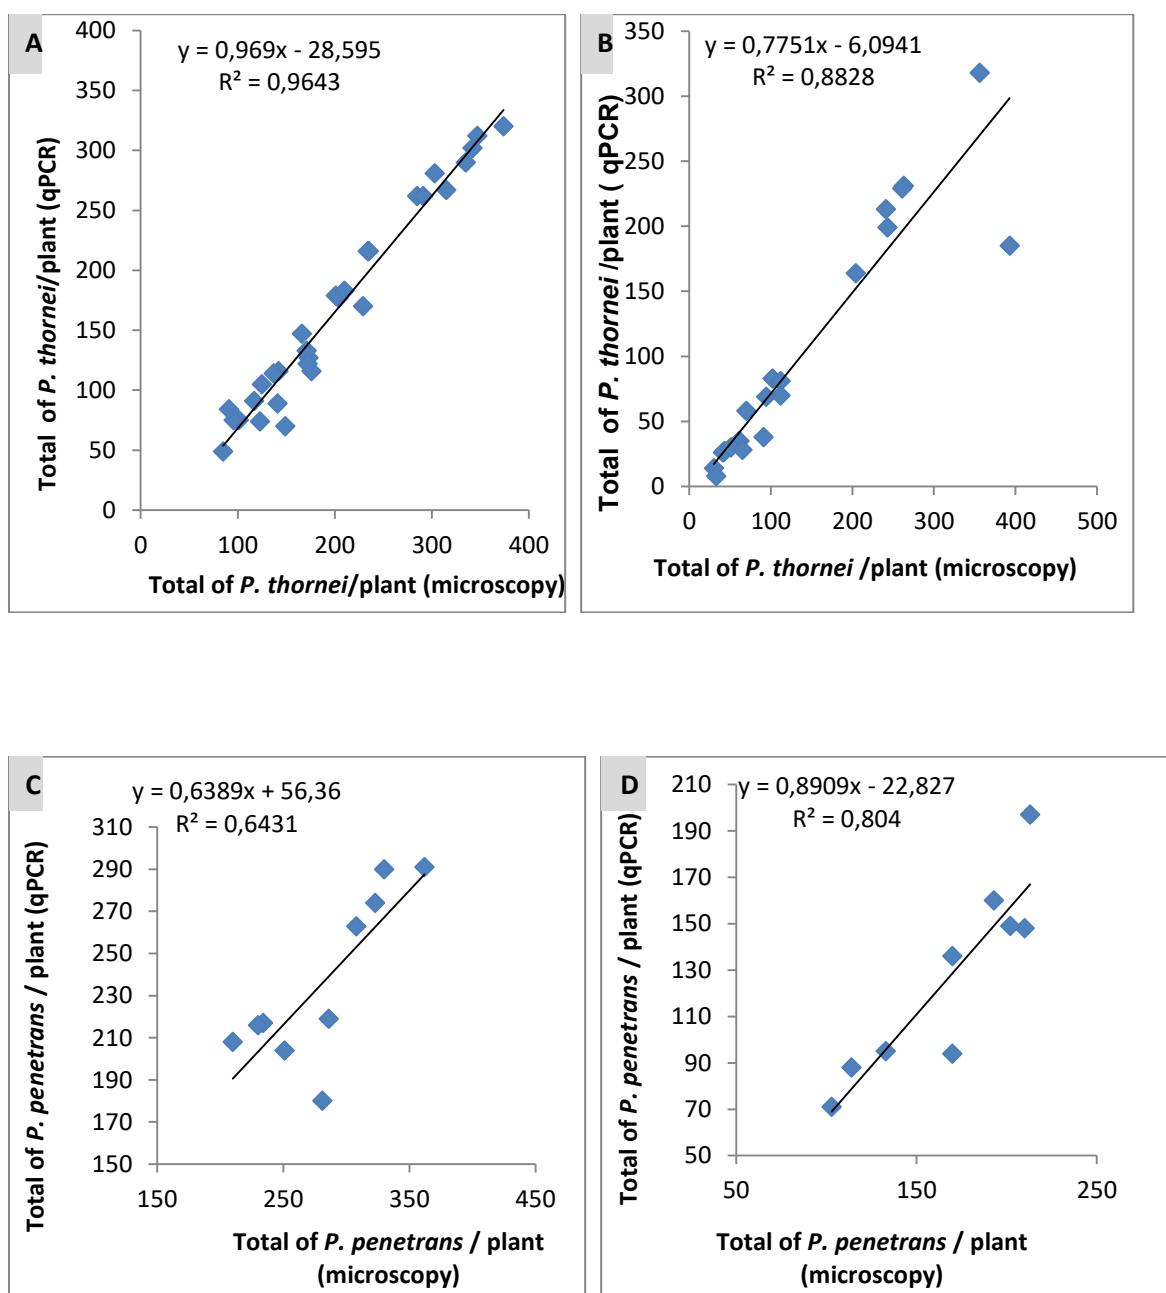 A
y = 0,969x - 28,595
R² = 0,9643
400
350
300
250
200
150
100
50
0
0 100 200 300 400
Total of P. thornei/plant (qPCR)
Total of P. thornei/plant (microscopy)
B
y = 0,7751x - 6,0941
R² = 0,8828
350
300
250
200
150
100
50
0
0 100 200 300 400 500
Total of P. thornei /plant ( qPCR)
Total of P. thornei /plant (microscopy)
C
y = 0,6389x + 56,36
R² = 0,6431
310
290
270
250
230
210
190
170
150
150 250 350 450
Total of P. penetrans / plant (qPCR)
Total of P. penetrans / plant
(microscopy)
D
y = 0,8909x - 22,827
R² = 0,804
210
190
170
150
130
110
90
70
50
50 150 250
Total of P. penetrans / plant (qPCR)
Total of P. penetrans / plant
(microscopy)